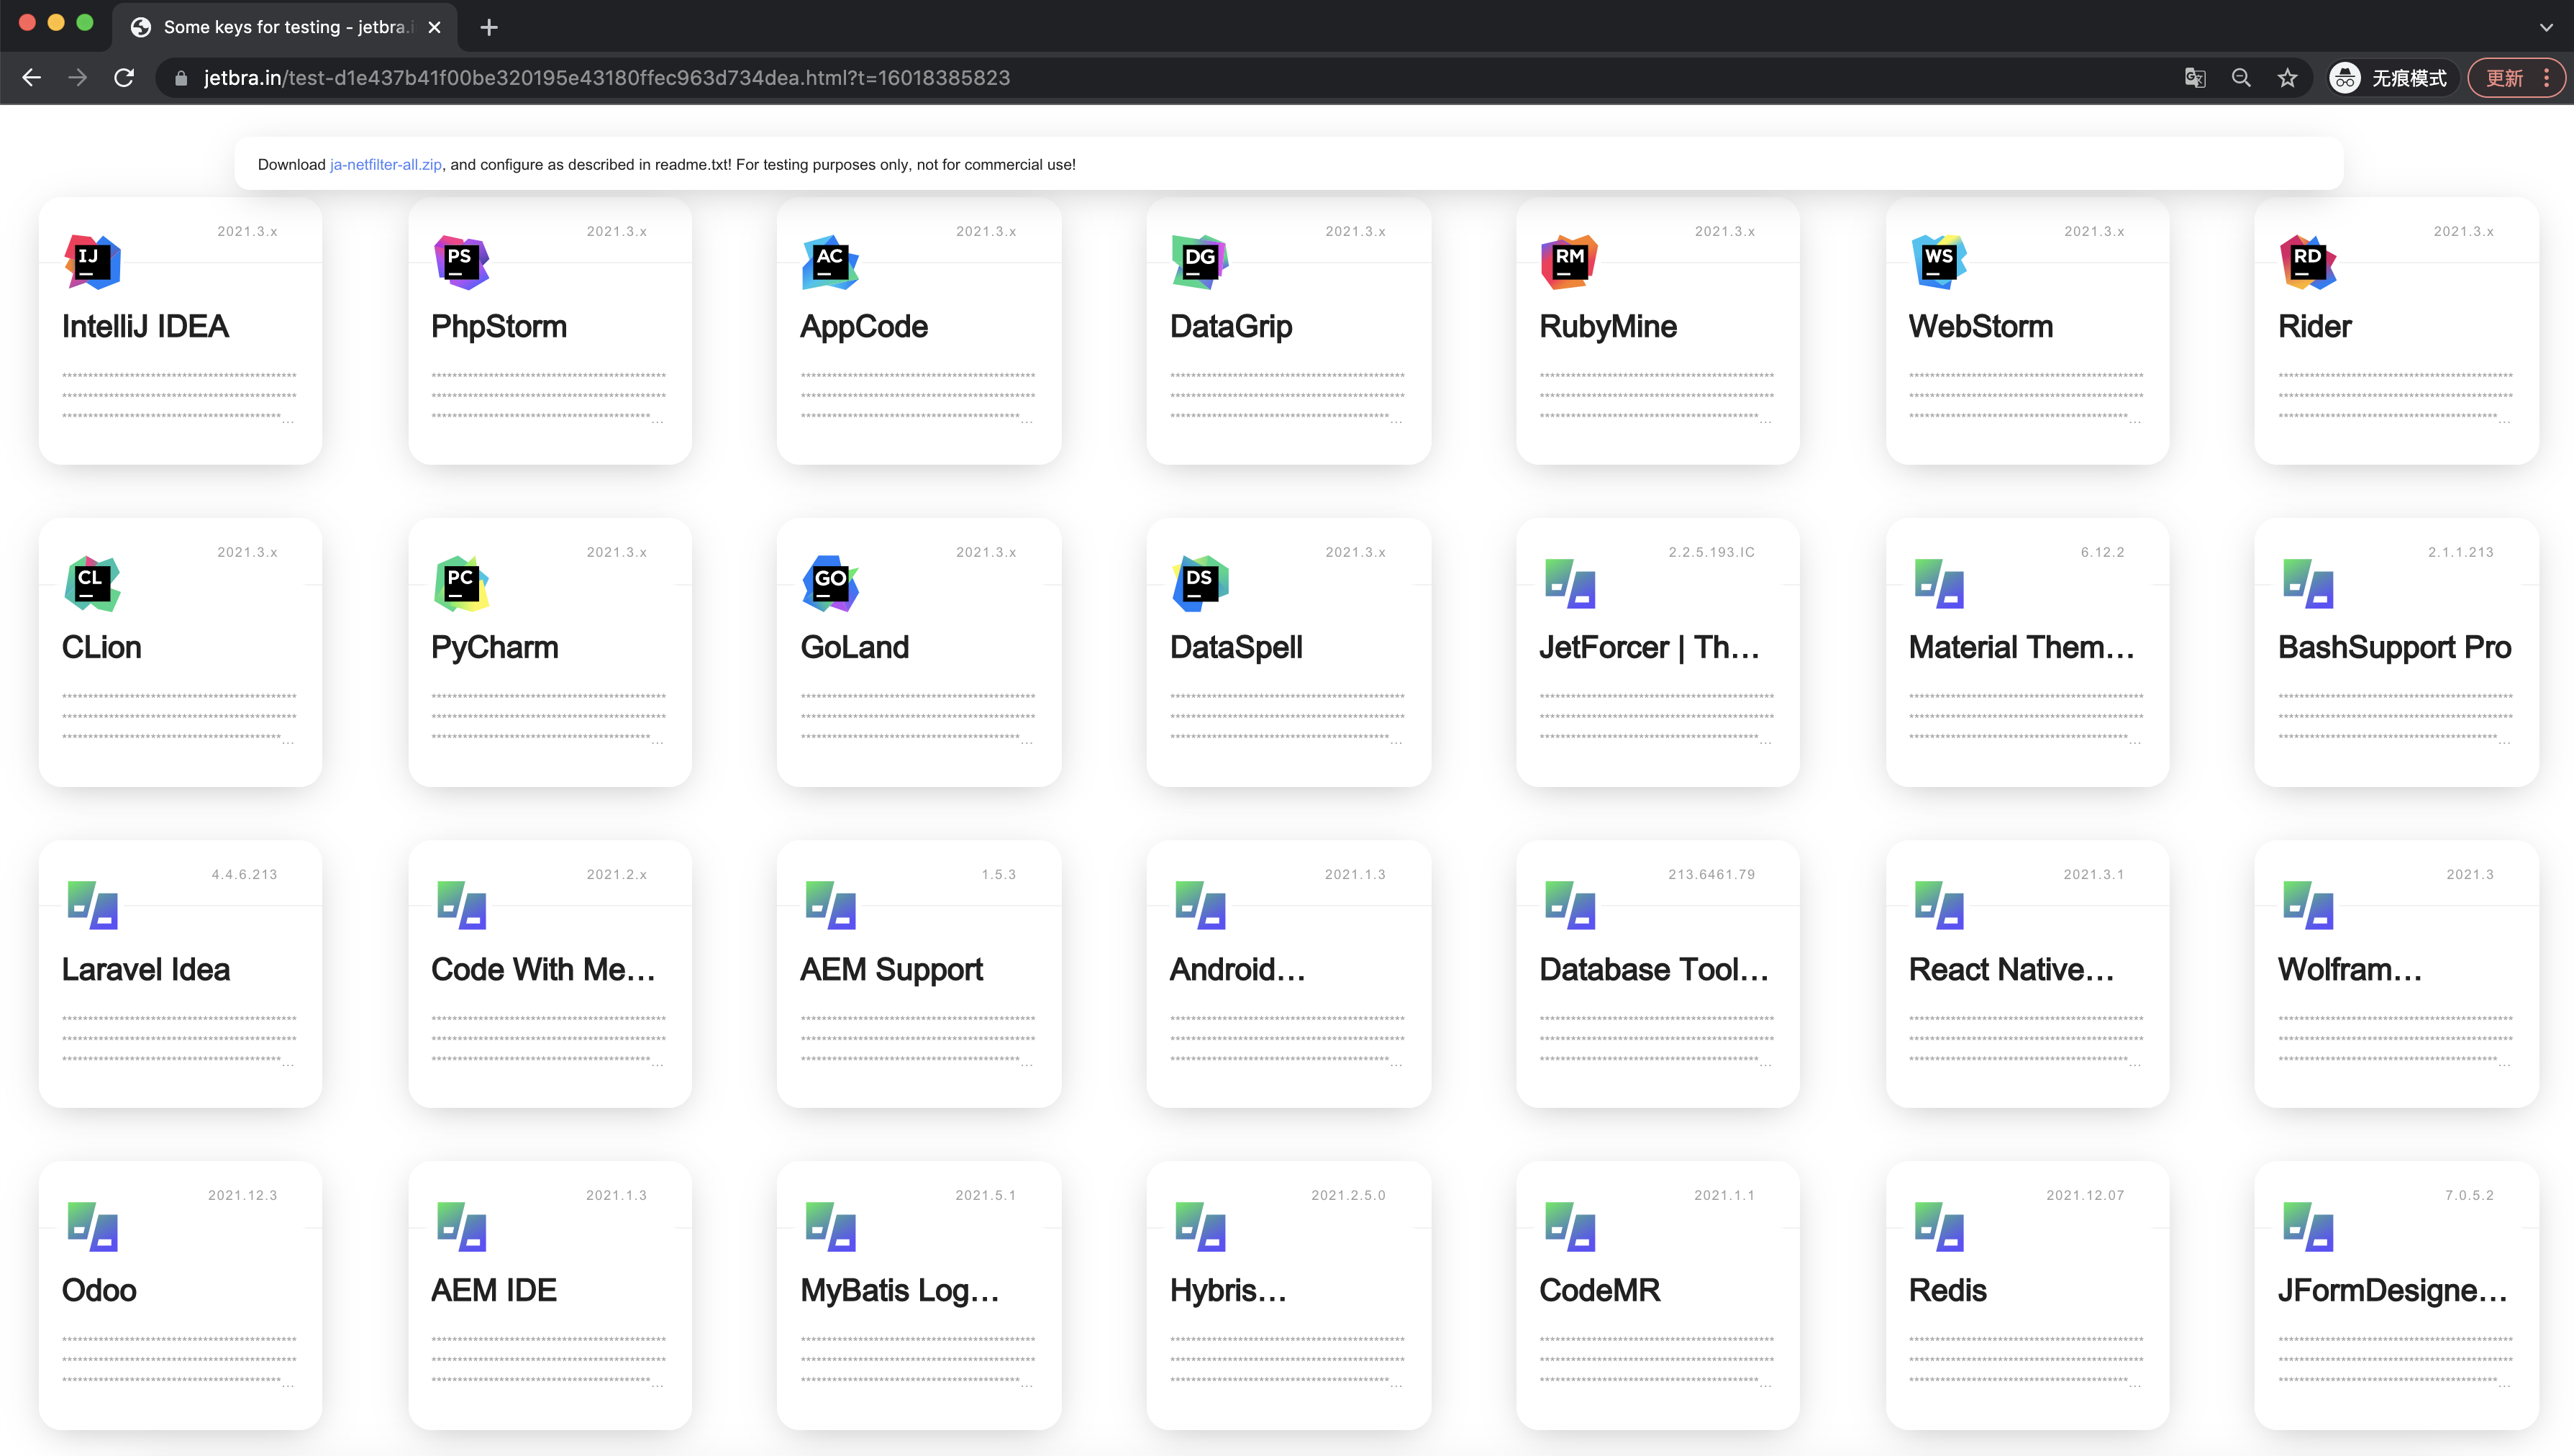 Some keys for testing - jetbra.i
jetbra.in/test-d1e437b41f00be320195e43180ffec963d734dea.html?t=16018385823
无痕模式
更新
Download ja-netfilter-all.zip, and configure as described in readme.txt! For testing purposes only, not for commercial use!
2021.3.x
IJ
IntelliJ IDEA
2021.3.x
PS
PhpStorm
2021.3.x
AC
AppCode
2021.3.x
DG
DataGrip
2021.3.x
RM
RubyMine
2021.3.x
WS
WebStorm
2021.3.x
RD
Rider
2021.3.x
CL
CLion
2021.3.x
PC
PyCharm
2021.3.x
GO
GoLand
2021.3.x
DS
DataSpell
2.2.5.193.IC
JetForcer | Th...
6.12.2
Material Them...
2.1.1.213
BashSupport Pro
4.4.6.213
Laravel Idea
2021.2.x
Code With Me...
1.5.3
AEM Support
2021.1.3
Android...
213.6461.79
Database Tool...
2021.3.1
React Native...
2021.3
Wolfram...
2021.12.3
Odoo
2021.1.3
AEM IDE
2021.5.1
MyBatis Log...
2021.2.5.0
Hybris...
2021.1.1
CodeMR
2021.12.07
Redis
7.0.5.2
JFormDesigne...